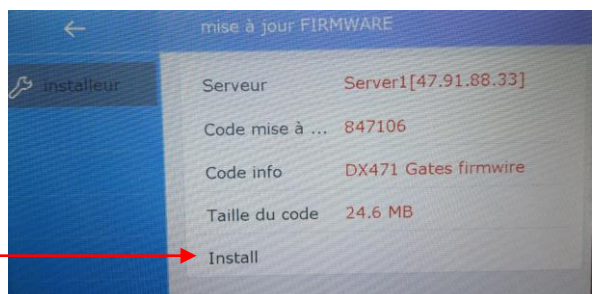 mise à jour FIRMWARE
installeur
Serveur Server1[47.91.88.33]
Code mise à ... 847106
Code info DX471 Gates firmwire
Taille du code 24.6 MB
Install